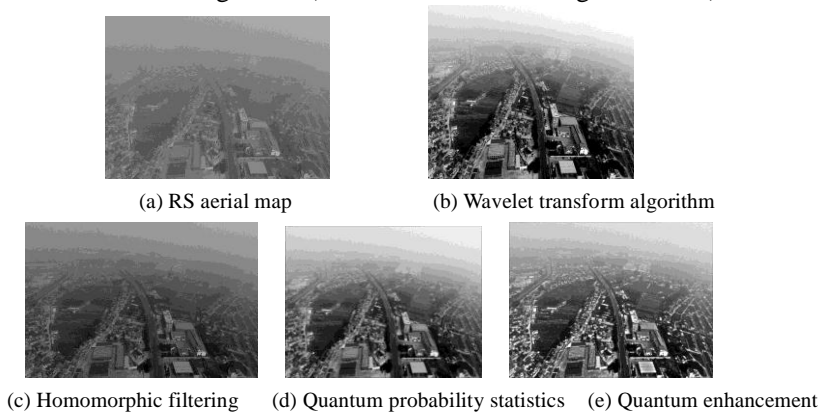 (a) RS aerial map
(b) Wavelet transform algorithm
(c) Homomorphic filtering
(d) Quantum probability statistics
(e) Quantum enhancement